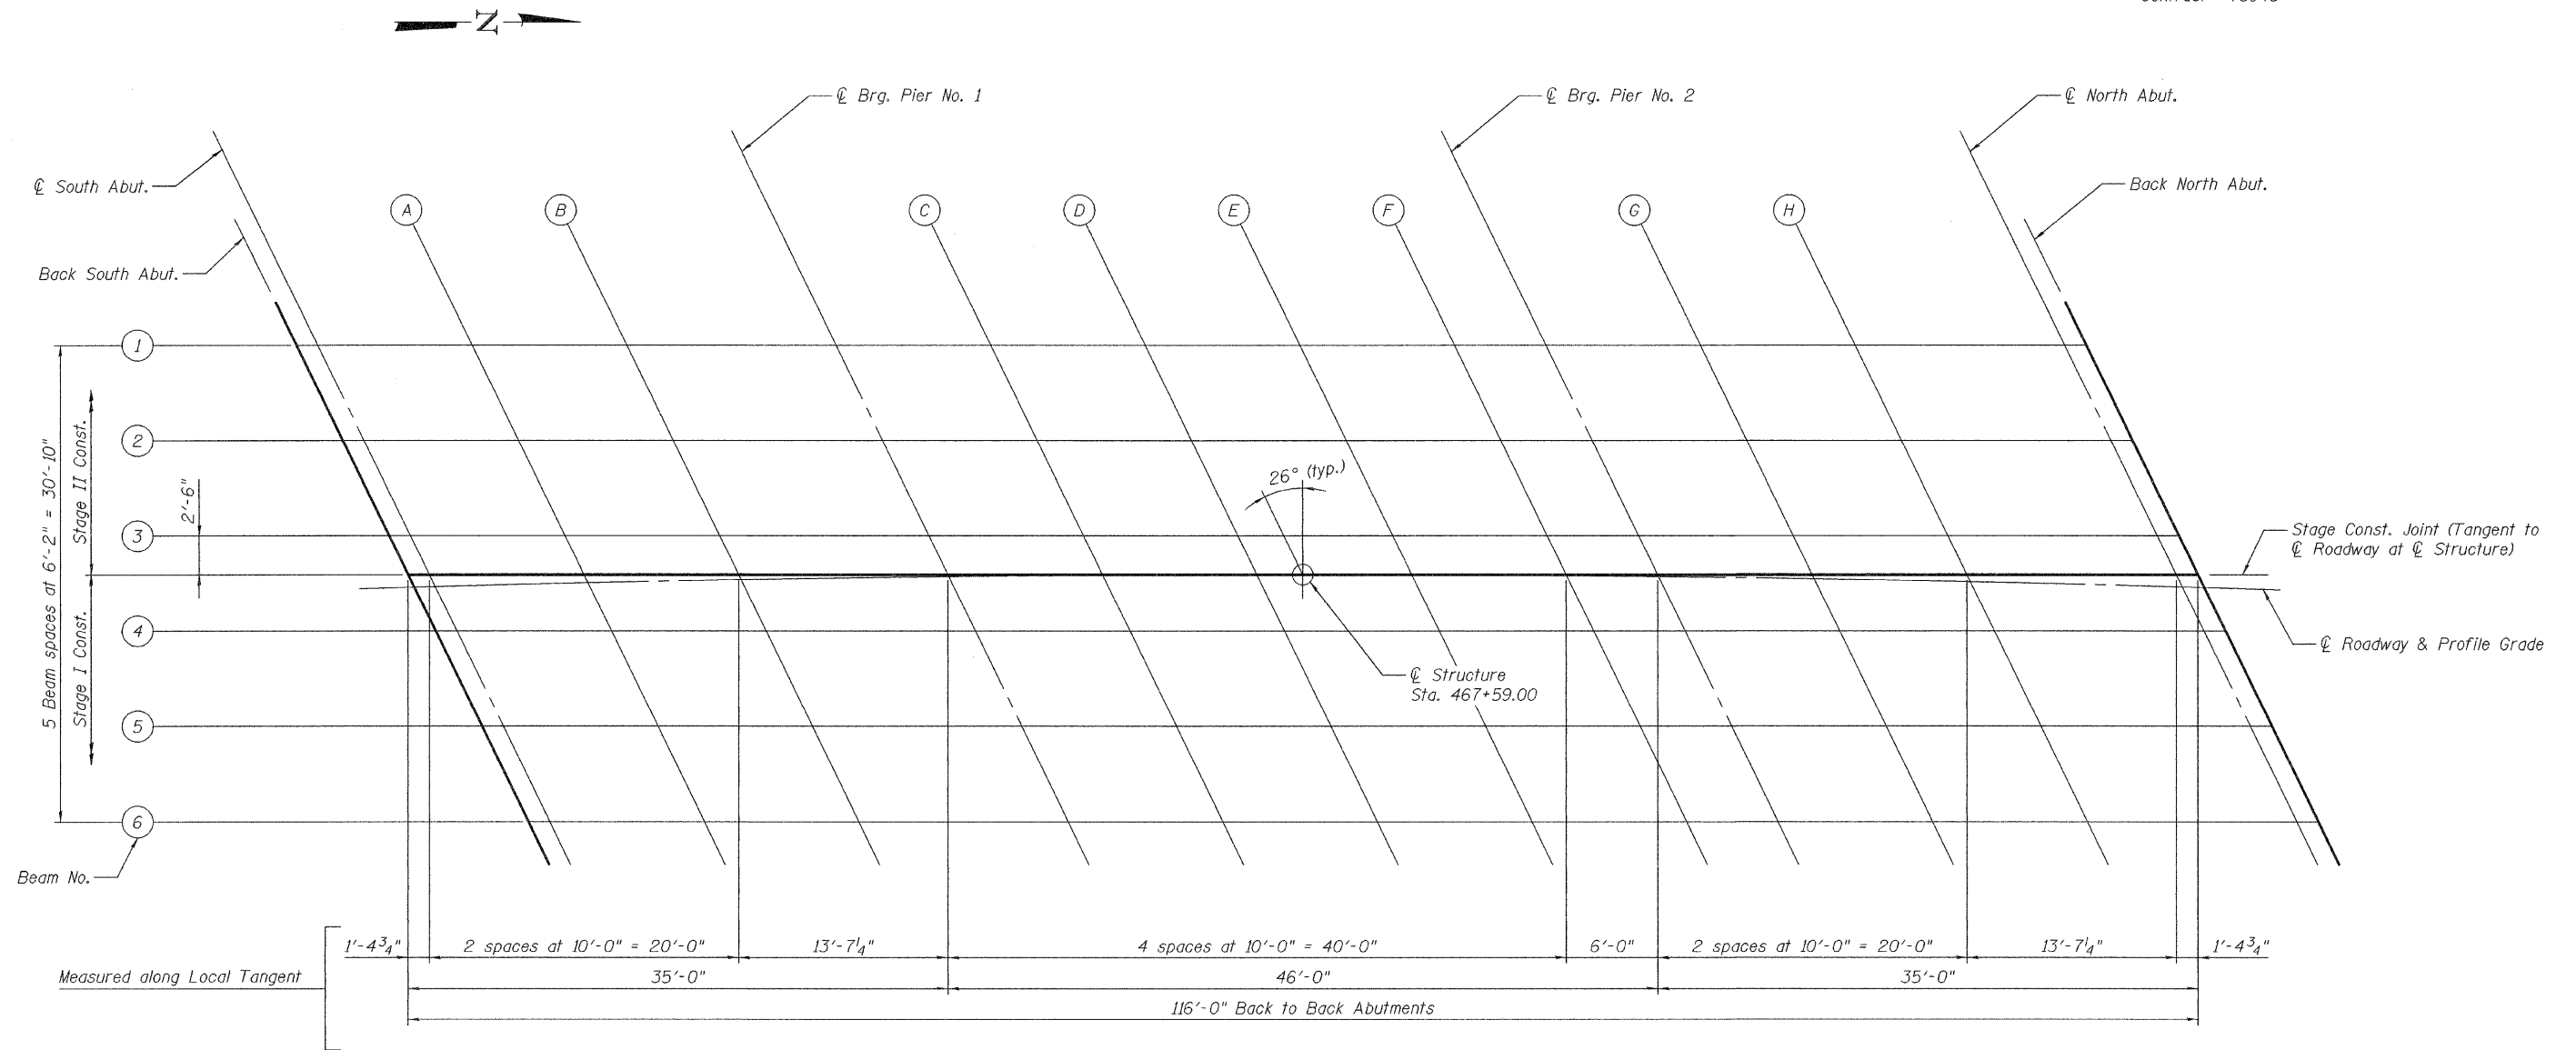 N
℄ Brg. Pier No. 1
℄ Brg. Pier No. 2
℄ North Abut.
℄ South Abut.
Back North Abut.
A
B
C
D
E
F
G
H
Back South Abut.
1
2
3
4
5
6
5 Beam spaces at 6'-2" = 30'-10"
Stage II Const.
Stage I Const.
2'-6"
26° (typ.)
Stage Const. Joint (Tangent to
℄ Roadway at ℄ Structure)
℄ Roadway & Profile Grade
℄ Structure
Sta. 467+59.00
Beam No.
1'-4¾"
2 spaces at 10'-0" = 20'-0"
13'-7¼"
4 spaces at 10'-0" = 40'-0"
6'-0"
2 spaces at 10'-0" = 20'-0"
13'-7¼"
1'-4¾"
Measured along Local Tangent
35'-0"
46'-0"
35'-0"
116'-0" Back to Back Abutments